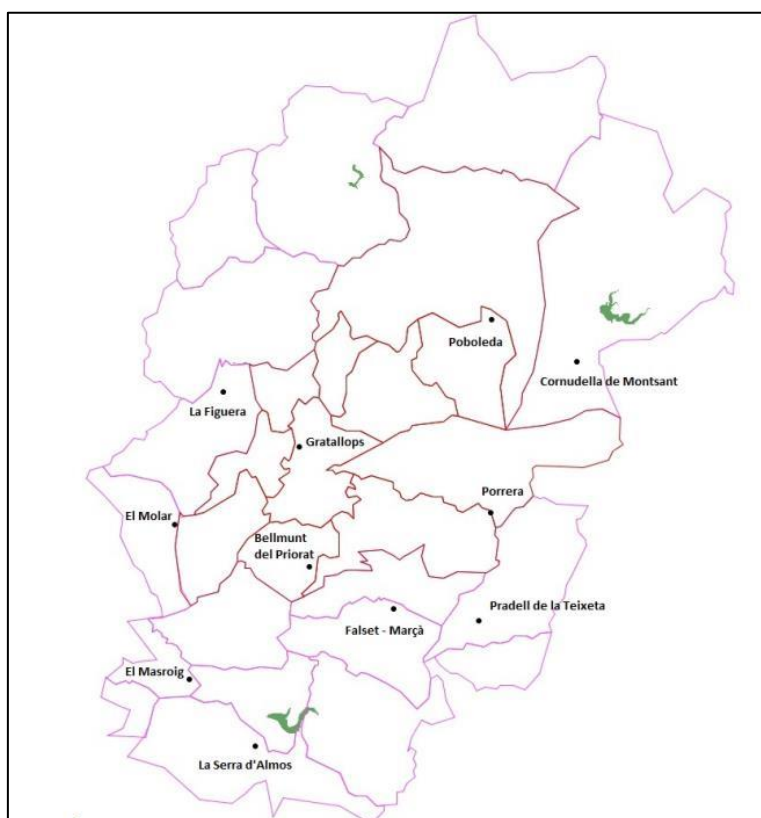 Poboleda
Cornudella de Montsant
La Figuera
Gratallops
Porrera
El Molar
Bellmunt
del Priorat
Pradell de la Teixeta
Falset - Marçà
El Masroig
La Serra d'Almos